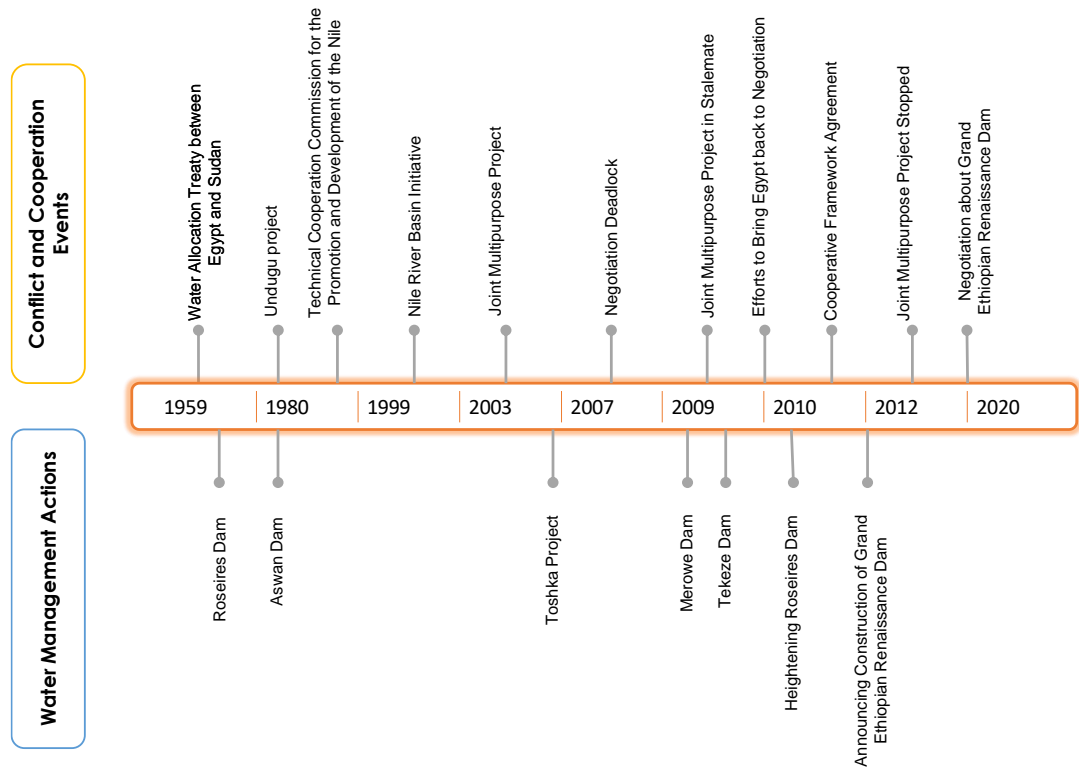 Conflict and Cooperation
Events
Water Allocation Treaty between
Egypt and Sudan
Undugu project
Technical Cooperation Commission for the
Promotion and Development of the Nile
Nile River Basin Initiative
Joint Multipurpose Project
Negotiation Deadlock
Joint Multipurpose Project in Stalemate
Efforts to Bring Egypt back to Negotiation
Cooperative Framework Agreement
Joint Multipurpose Project Stopped
Negotiation about Grand
Ethiopian Renaissance Dam
1959 1980 1999 2003 2007 2009 2010 2012 2020
Water Management Actions
Roseires Dam
Aswan Dam
Toshka Project
Merowe Dam
Tekeze Dam
Heightening Roseires Dam
Announcing Construction of Grand
Ethiopian Renaissance Dam